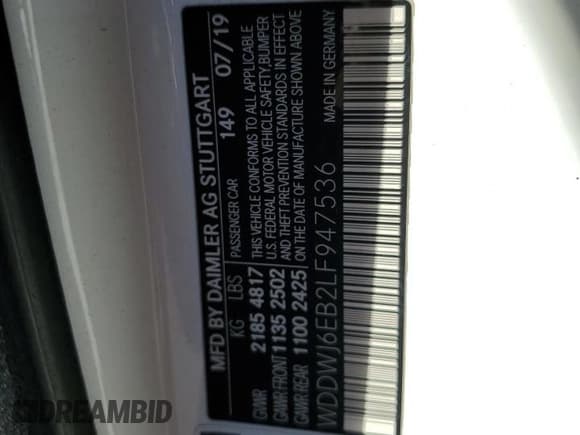 MFD BY DAIMLER AG STUTTGART
KG LBS PASSENGER CAR 149 07/19
GVWR 2185 4817 THIS VEHICLE CONFORMS TO ALL APPLICABLE
GAWR FRONT 1135 2502 U.S. FEDERAL MOTOR VEHICLE SAFETY, BUMPER
GAWR REAR 1100 2425 AND THEFT PREVENTION STANDARDS IN EFFECT
ON THE DATE OF MANUFACTURE SHOWN ABOVE
WDDWJ6EB2LF947536 MADE IN GERMANY
DREAMBID